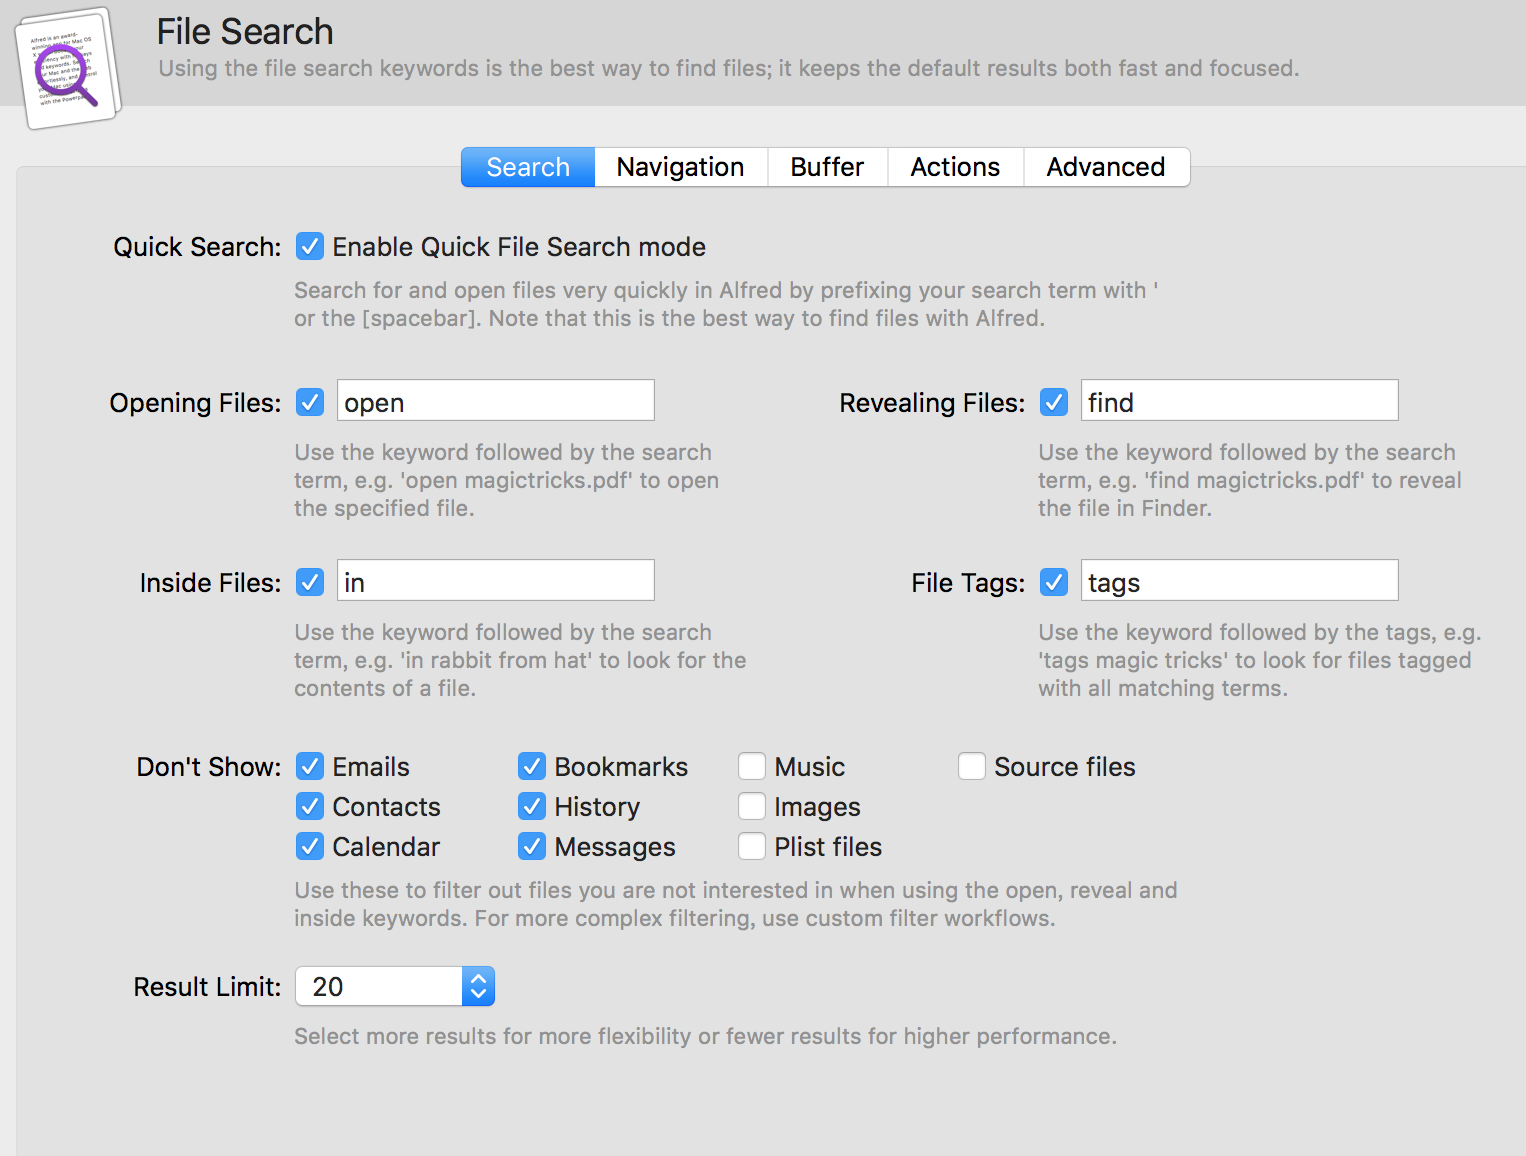 File Search
Using the file search keywords is the best way to find files; it keeps the default results both fast and focused.
Alfred is an award-
with the Powerpa
Search Navigation Buffer Actions Advanced
Quick Search: Enable Quick File Search mode
Search for and open files very quickly in Alfred by prefixing your search term with '
or the [spacebar]. Note that this is the best way to find files with Alfred.
Opening Files: open
Use the keyword followed by the search
term, e.g. 'open magictricks.pdf' to open
the specified file.
Revealing Files: find
Use the keyword followed by the search
term, e.g. 'find magictricks.pdf' to reveal
the file in Finder.
Inside Files: in
Use the keyword followed by the search
term, e.g. 'in rabbit from hat' to look for the
contents of a file.
File Tags: tags
Use the keyword followed by the tags, e.g.
'tags magic tricks' to look for files tagged
with all matching terms.
Don't Show: Emails Bookmarks Music Source files
Contacts History Images
Calendar Messages Plist files
Use these to filter out files you are not interested in when using the open, reveal and
inside keywords. For more complex filtering, use custom filter workflows.
Result Limit: 20
Select more results for more flexibility or fewer results for higher performance.